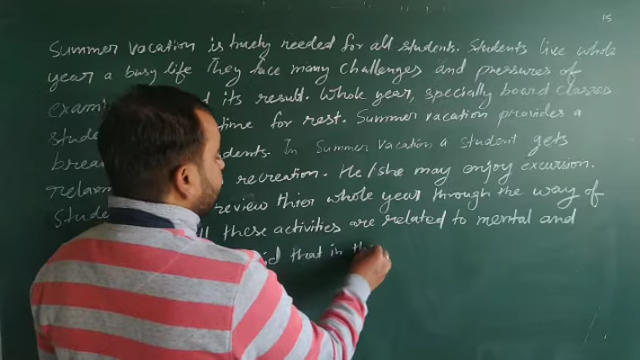 15
Summer vacation is truely needed for all students. Students live whole
year a busy life They face many challenges and pressures of
exami its result. Whole year, specially board classes
stude time for rest. Summer vacation provides a
brea dents. In Summer vacation a student gets
relax recreation. He/she may enjoy excursion.
Stude review thier whole year through the way of
ll these activities are related to mental and
id that in th